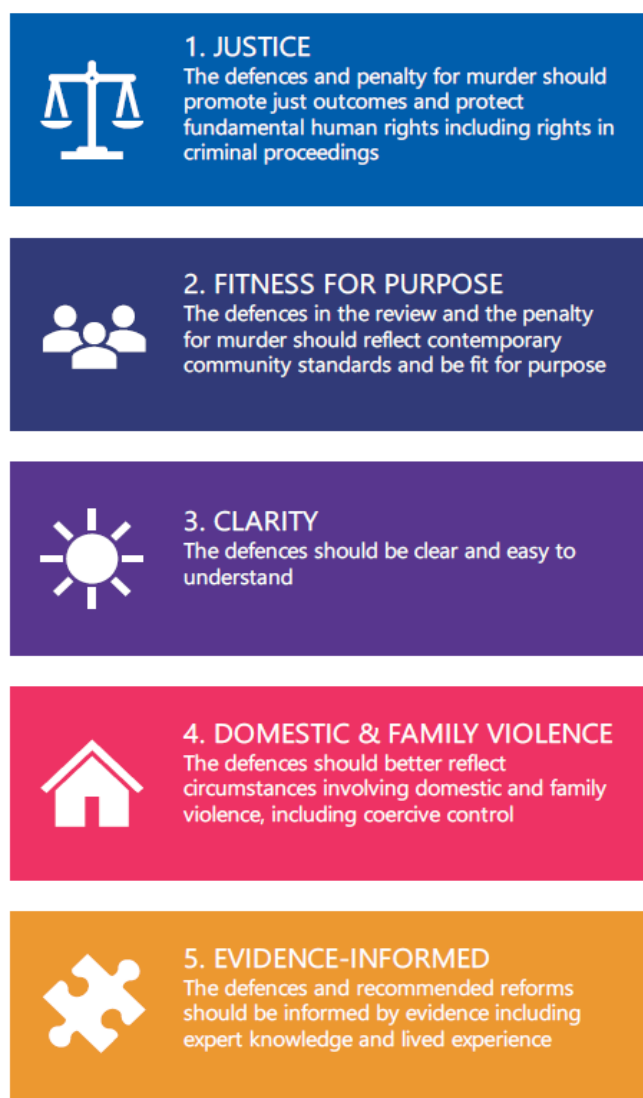 1. JUSTICE
The defences and penalty for murder should
promote just outcomes and protect
fundamental human rights including rights in
criminal proceedings
2. FITNESS FOR PURPOSE
The defences in the review and the penalty
for murder should reflect contemporary
community standards and be fit for purpose
3. CLARITY
The defences should be clear and easy to
understand
4. DOMESTIC & FAMILY VIOLENCE
The defences should better reflect
circumstances involving domestic and family
violence, including coercive control
5. EVIDENCE-INFORMED
The defences and recommended reforms
should be informed by evidence including
expert knowledge and lived experience